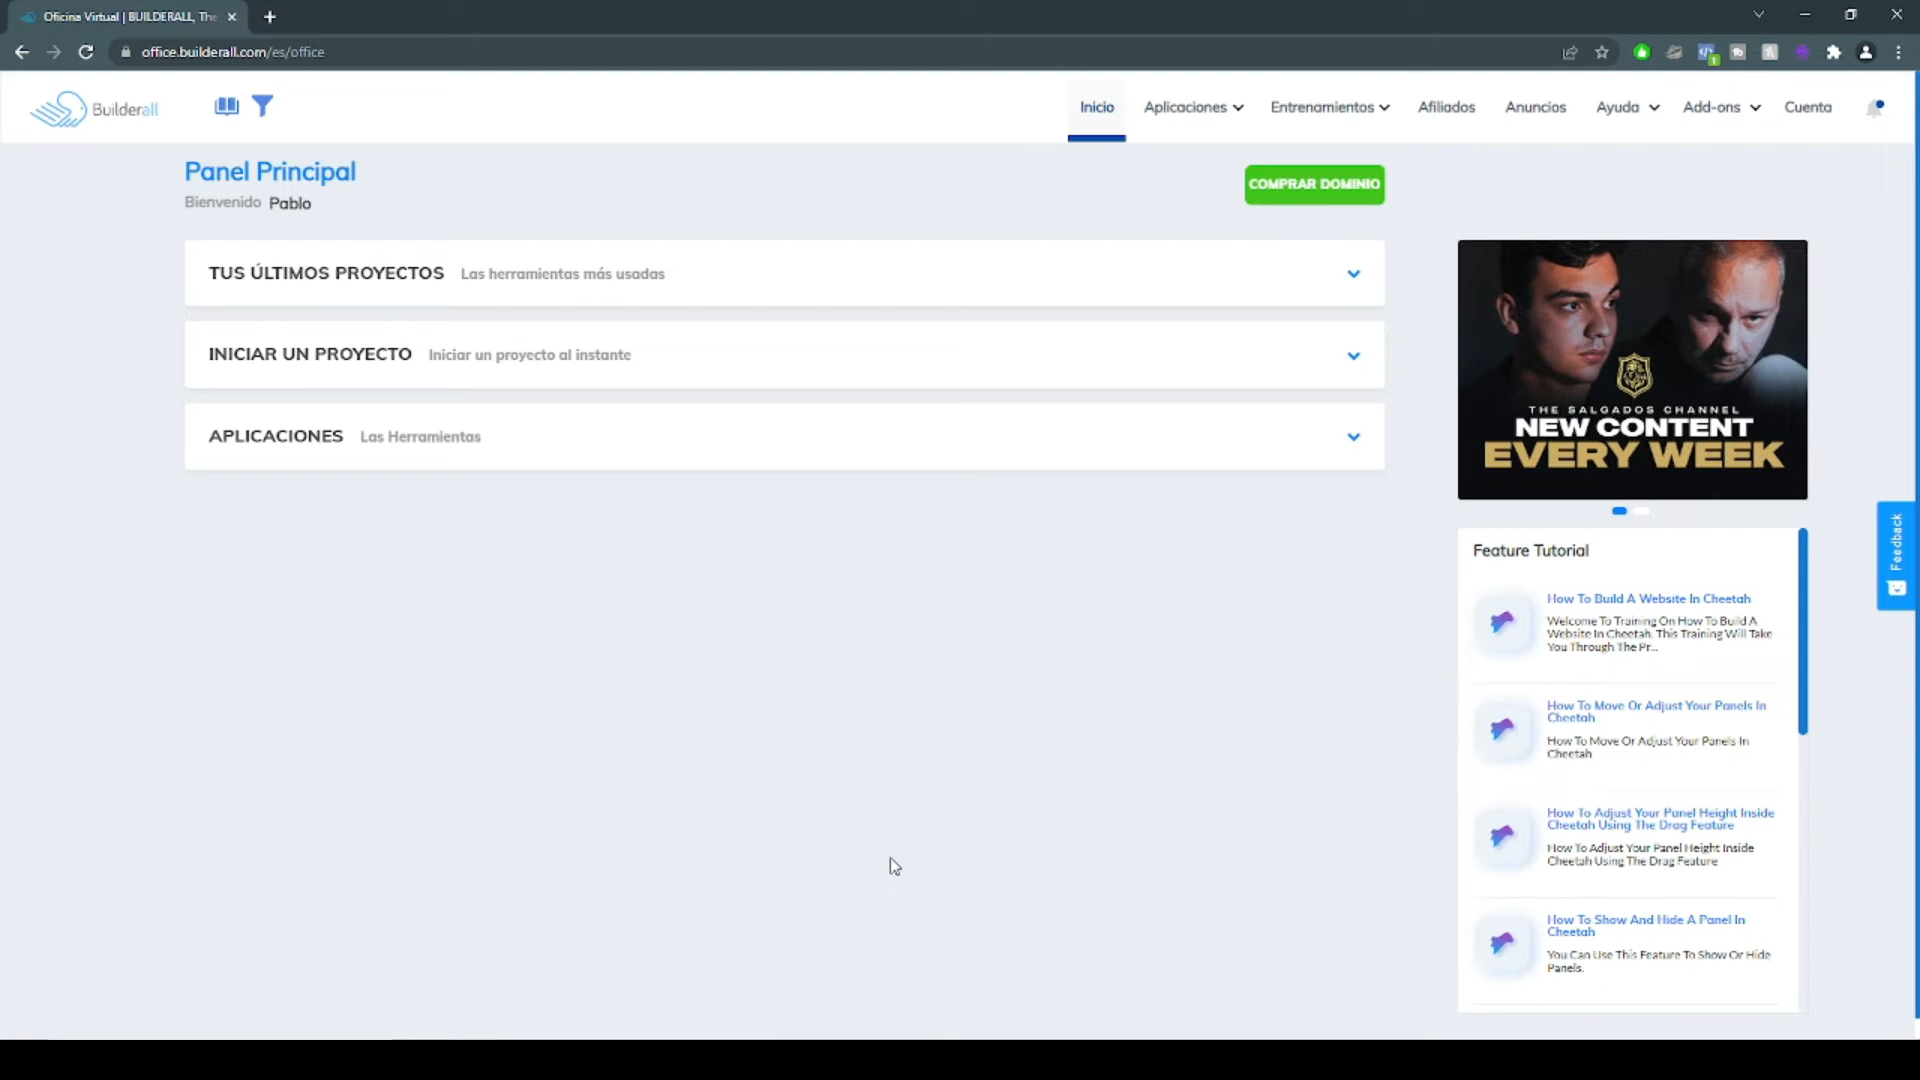 Oficina Virtual | BUILDERALL, The
office.builderall.com/es/office
1
Builderall
Inicio
Aplicaciones
Entrenamientos
Afiliados
Anuncios
Ayuda
Add-ons
Cuenta
Panel Principal
Bienvenido Pablo
COMPRAR DOMINIO
TUS ÚLTIMOS PROYECTOS Las herramientas más usadas
INICIAR UN PROYECTO Iniciar un proyecto al instante
APLICACIONES Las Herramientas
THE SALGADOS CHANNEL
NEW CONTENT
EVERY WEEK
Feedback
Feature Tutorial
How To Build A Website In Cheetah
Welcome To Training On How To Build A
Website In Cheetah. This Training Will Take
You Through The Pr...
How To Move Or Adjust Your Panels In
Cheetah
How To Move Or Adjust Your Panels In
Cheetah
How To Adjust Your Panel Height Inside
Cheetah Using The Drag Feature
How To Adjust Your Panel Height Inside
Cheetah Using The Drag Feature
How To Show And Hide A Panel In
Cheetah
You Can Use This Feature To Show Or Hide
Panels.